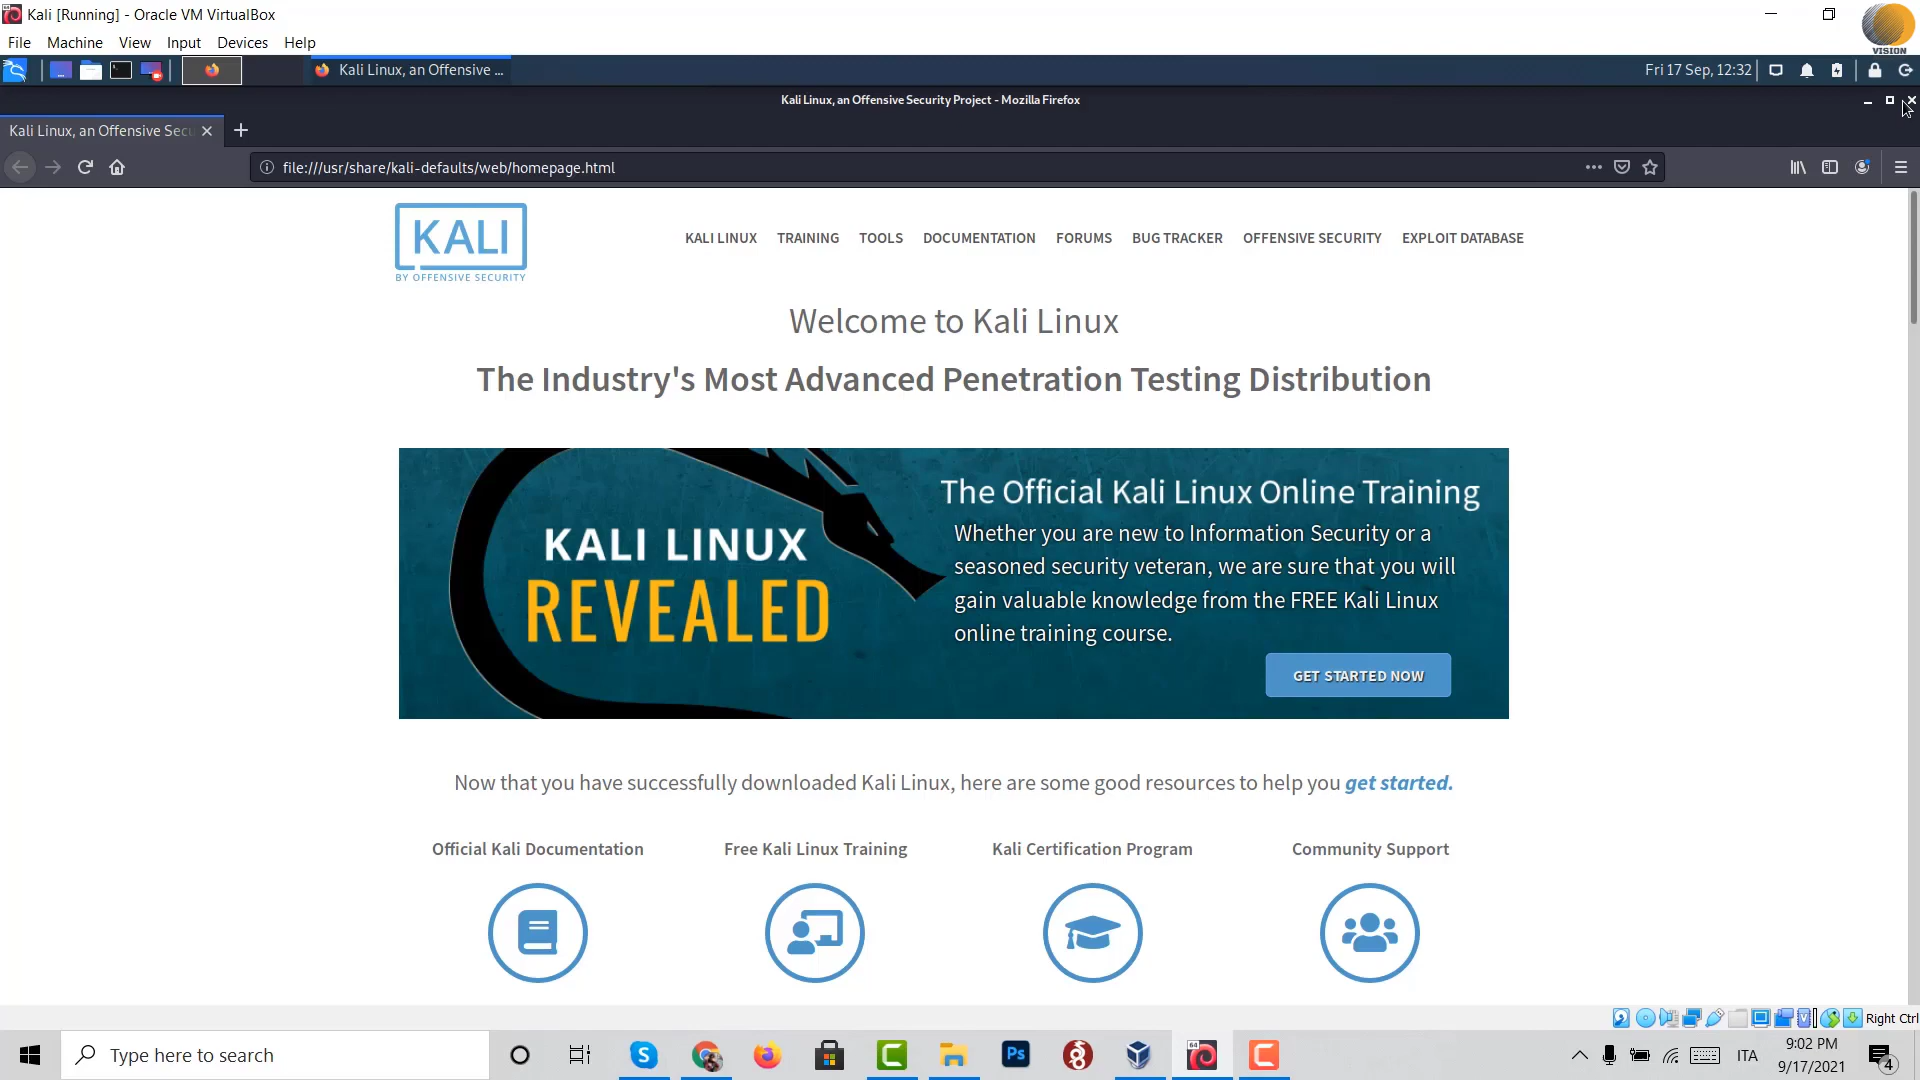 Kali [Running] - Oracle VM VirtualBox
VISION
File Machine View Input Devices Help
Kali Linux, an Offensive ...
Fri 17 Sep, 12:32
Kali Linux, an Offensive Security Project - Mozilla Firefox
Kali Linux, an Offensive Secu
file:///usr/share/kali-defaults/web/homepage.html
KALI
BY OFFENSIVE SECURITY
KALI LINUX TRAINING TOOLS DOCUMENTATION FORUMS BUG TRACKER OFFENSIVE SECURITY EXPLOIT DATABASE
Welcome to Kali Linux
The Industry's Most Advanced Penetration Testing Distribution
KALI LINUX
REVEALED
The Official Kali Linux Online Training
Whether you are new to Information Security or a
seasoned security veteran, we are sure that you will
gain valuable knowledge from the FREE Kali Linux
online training course.
GET STARTED NOW
Now that you have successfully downloaded Kali Linux, here are some good resources to help you get started.
Official Kali Documentation
Free Kali Linux Training
Kali Certification Program
Community Support
Right Ctrl
Type here to search
Ps
64
ITA
9:02 PM
9/17/2021
4